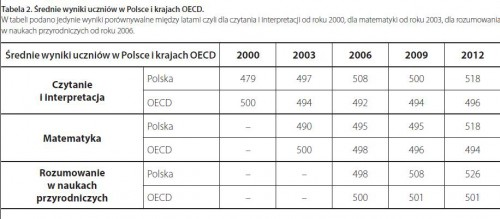 Tabela 2. Średnie wyniki uczniów w Polsce i krajach OECD.
W tabeli podano jedynie wyniki porównywalne między latami czyli dla czytania i interpretacji od roku 2000, dla matematyki od roku 2003, dla rozumowania
w naukach przyrodniczych od roku 2006.
Średnie wyniki uczniów w Polsce i krajach OECD 2000 2003 2006 2009 2012
Czytanie
i interpretacja
Polska 479 497 508 500 518
OECD 500 494 492 494 496
Matematyka
Polska – 490 495 495 518
OECD – 500 498 496 494
Rozumowanie
w naukach
przyrodniczych
Polska – – 498 508 526
OECD – – 500 501 501